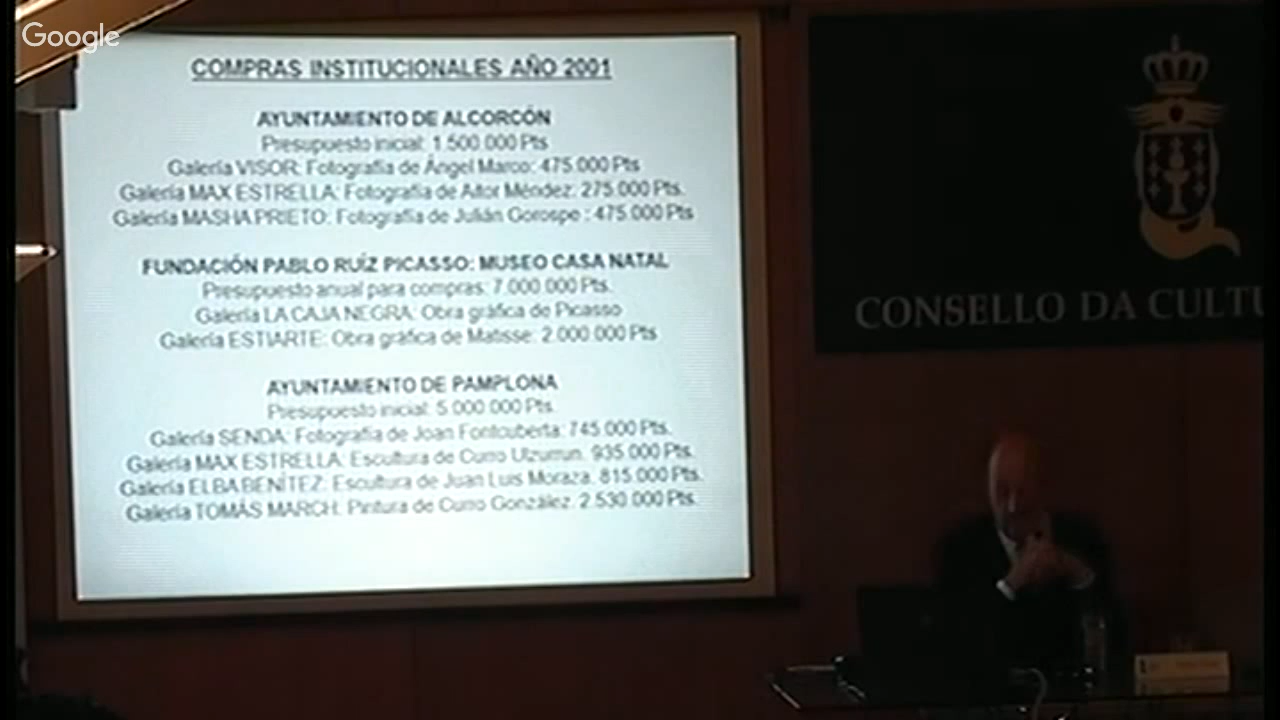 Google
COMPRAS INSTITUCIONALES AÑO 2001
AYUNTAMIENTO DE ALCORCÓN
Presupuesto inicial: 1.500.000 Pts
Galería VISOR: Fotografía de Ángel Marco: 475.000 Pts
Galería MAX ESTRELLA: Fotografía de Aitor Méndez: 275.000 Pts.
Galería MASHA PRIETO: Fotografía de Julián Gorospe : 475.000 Pts
FUNDACIÓN PABLO RUÍZ PICASSO: MUSEO CASA NATAL
Presupuesto anual para compras: 7.000.000 Pts.
Galería LA CAJA NEGRA: Obra gráfica de Picasso
Galería ESTIARTE: Obra gráfica de Matisse: 2.000.000 Pts
AYUNTAMIENTO DE PAMPLONA
Presupuesto inicial: 5.000.000 Pts.
Galería SENDA: Fotografía de Joan Fontcuberta: 745.000 Pts.
Galería MAX ESTRELLA: Escultura de Curro Ulzurrun: 935.000 Pts.
Galería ELBA BENÍTEZ: Escultura de Juan Luis Moraza: 815.000 Pts.
Galería TOMÁS MARCH: Pintura de Curro González: 2.530.000 Pts.
CONSELLO DA CULTU